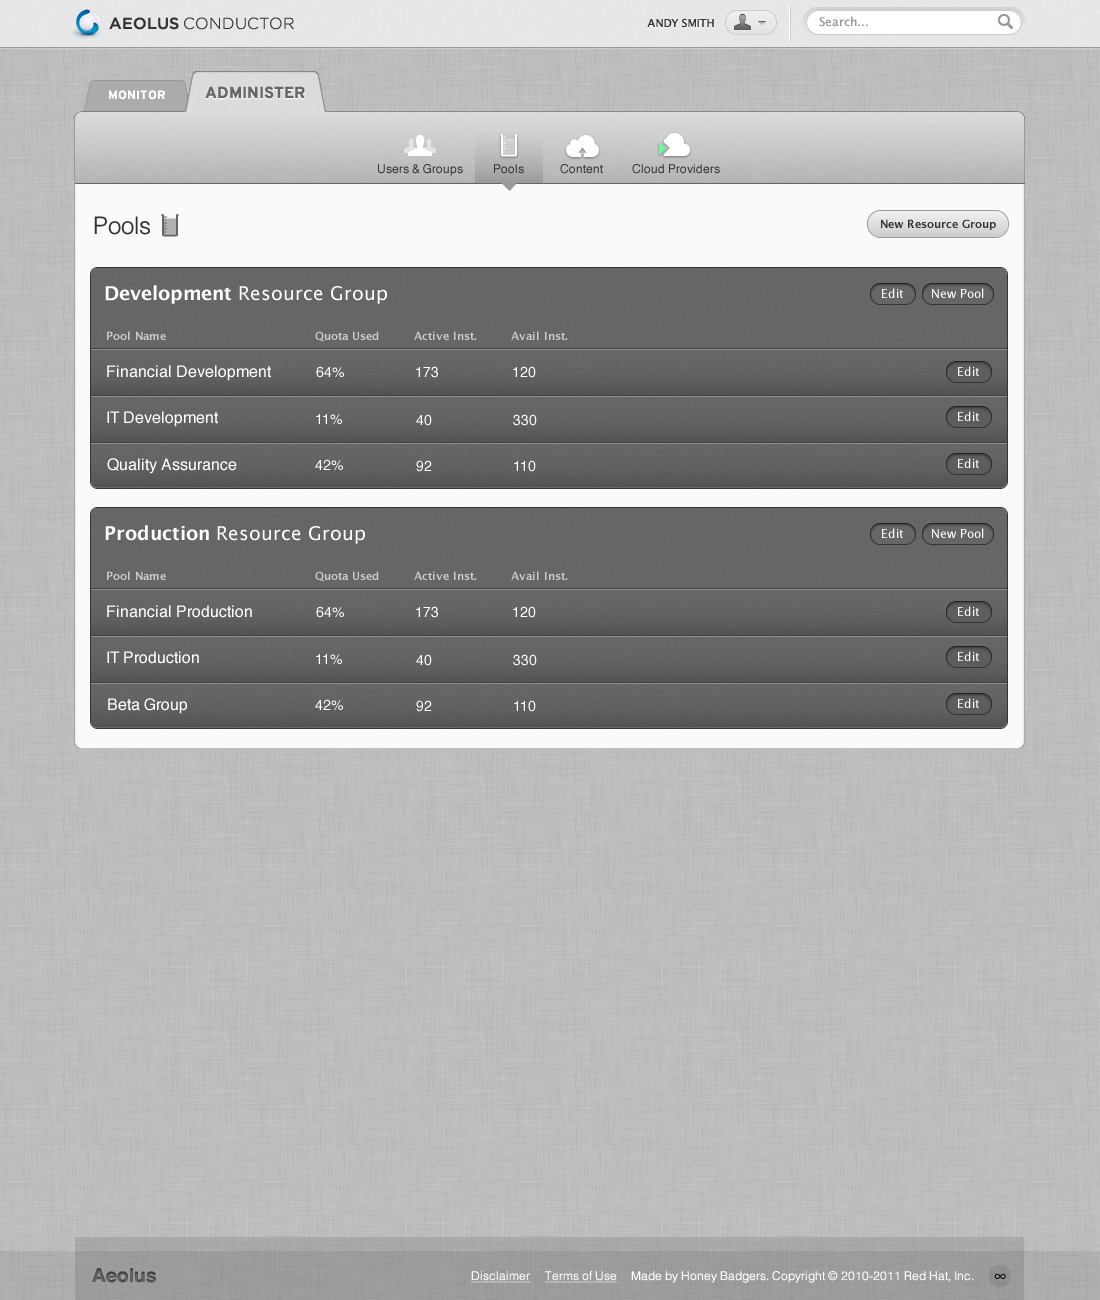 AEOLUS CONDUCTOR
ANDY SMITH
Search...
MONITOR
ADMINISTER
Users & Groups
Pools
Content
Cloud Providers
Pools
New Resource Group
Development Resource Group
Edit
New Pool
Pool Name Quota Used Active Inst. Avail Inst.
Financial Development 64% 173 120 Edit
IT Development 11% 40 330 Edit
Quality Assurance 42% 92 110 Edit
Production Resource Group
Edit
New Pool
Pool Name Quota Used Active Inst. Avail Inst.
Financial Production 64% 173 120 Edit
IT Production 11% 40 330 Edit
Beta Group 42% 92 110 Edit
Aeolus
Disclaimer Terms of Use Made by Honey Badgers. Copyright © 2010-2011 Red Hat, Inc. ∞